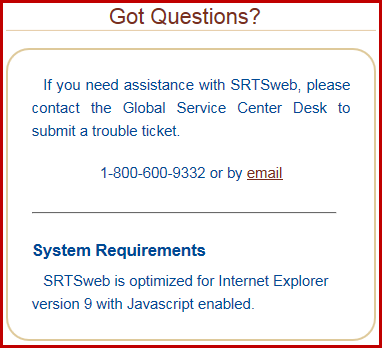 Got Questions?
If you need assistance with SRTSweb, please
contact the Global Service Center Desk to
submit a trouble ticket.
1-800-600-9332 or by email
System Requirements
SRTSweb is optimized for Internet Explorer
version 9 with Javascript enabled.